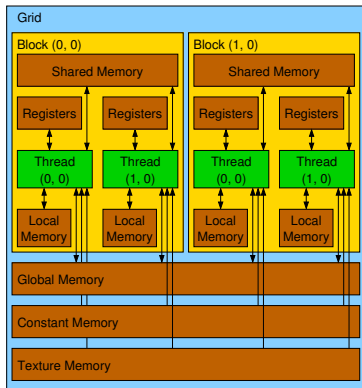 Grid
Block (0, 0)
Block (1, 0)
Shared Memory
Shared Memory
Registers
Registers
Registers
Registers
Thread
(0, 0)
Thread
(1, 0)
Thread
(0, 0)
Thread
(1, 0)
Local
Memory
Local
Memory
Local
Memory
Local
Memory
Global Memory
Constant Memory
Texture Memory